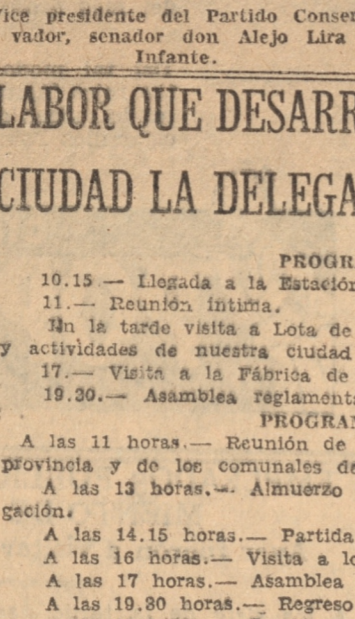 Vice presidente del Partido Conser
vador, senador don Alejo Lira
Infante.
LABOR QUE DESARR
CIUDAD LA DELEGA
PROGR
10.15 — Llegada a la Estación
11.— Reunión íntima.
En la tarde visita a Lota de
y actividades de nuestra ciudad
17.— Visita a la Fábrica de
19.30.— Asamblea reglament
PROGRAM
A las 11 horas.— Reunión de
provincia y de los comunales de
A las 13 horas.— Almuerzo
gación.
A las 14.15 horas.— Partida
A las 16 horas.— Visita a lo
A las 17 horas.— Asamblea
A las 19.30 horas.— Regreso